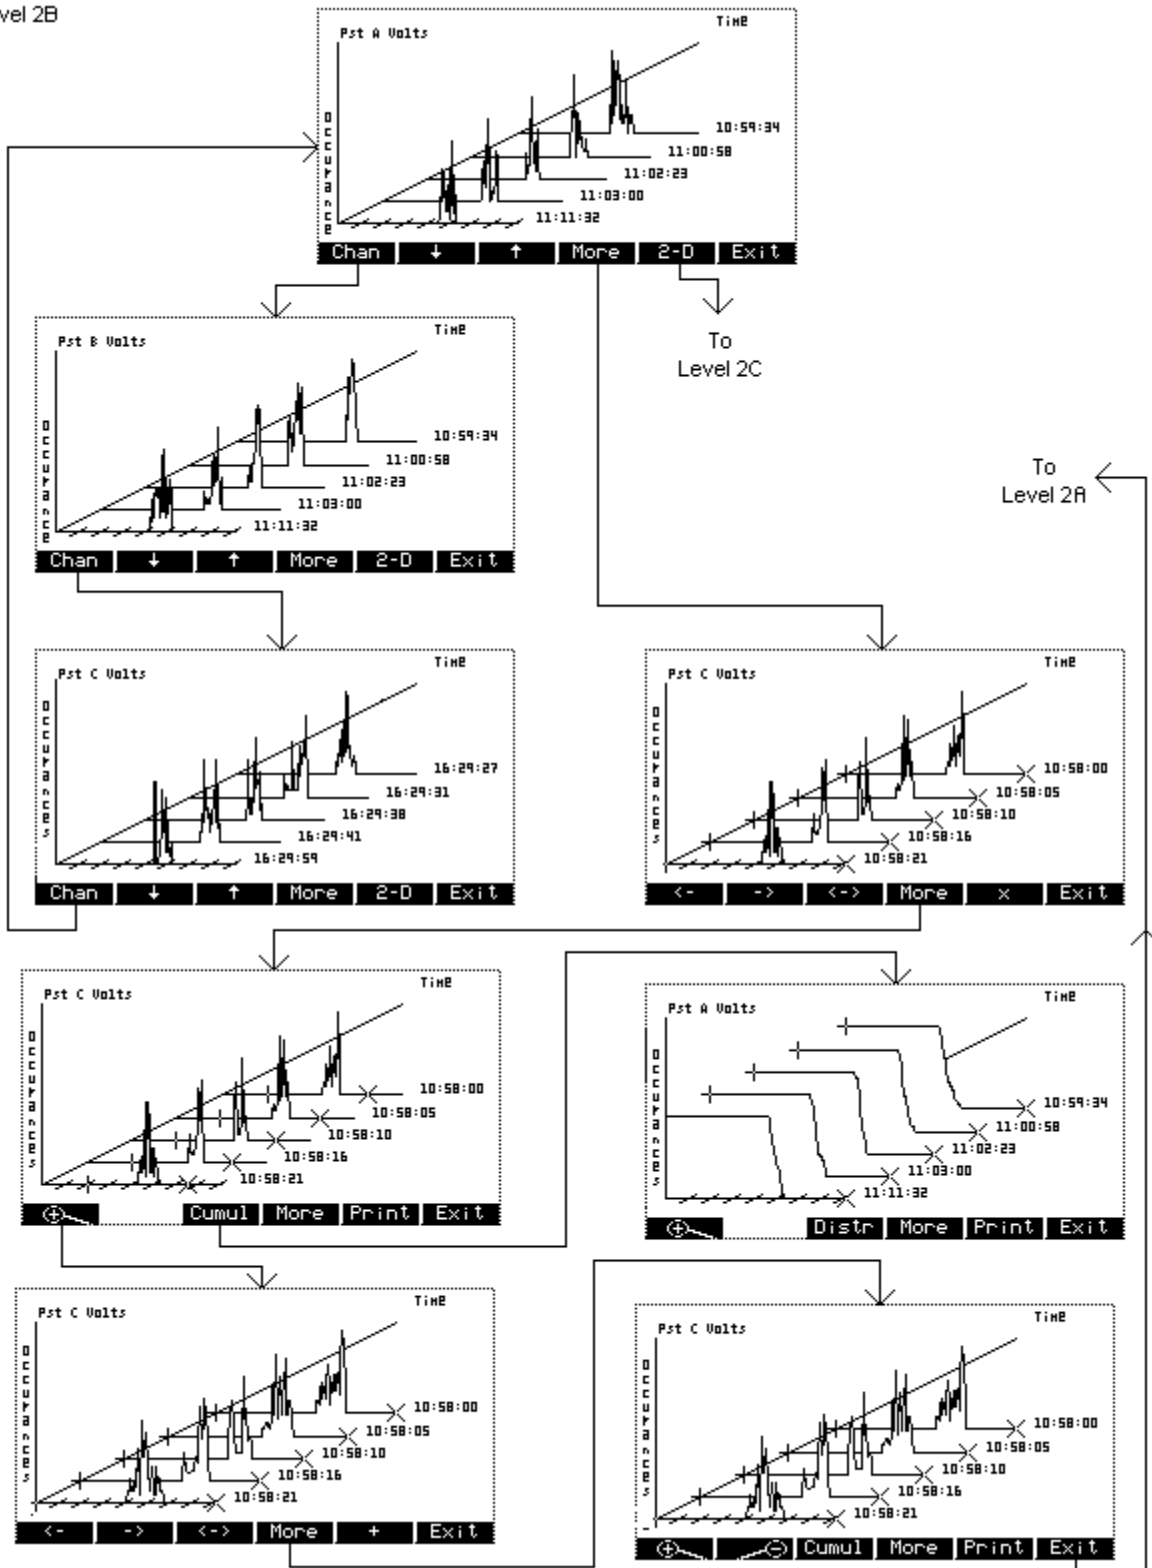 vel 2B
Pst A Volts
Time
Occurance
10:59:34
11:00:58
11:02:23
11:03:00
11:11:32
Chan ↓ ↑ More 2-D Exit
To
Level 2C
Pst B Volts
Time
Occurance
10:59:34
11:00:58
11:02:23
11:03:00
11:11:32
Chan ↓ ↑ More 2-D Exit
To
Level 2A
Pst C Volts
Time
Occurances
16:29:27
16:29:31
16:29:38
16:29:41
16:29:59
Chan ↓ ↑ More 2-D Exit
Pst C Volts
Time
Occurances
10:58:00
10:58:05
10:58:10
10:58:16
10:58:21
<- -> <-> More x Exit
Pst C Volts
Time
Occurances
10:58:00
10:58:05
10:58:10
10:58:16
10:58:21
Cumul More Print Exit
Pst A Volts
Time
Occurances
10:59:34
11:00:58
11:02:23
11:03:00
11:11:32
Distr More Print Exit
Pst C Volts
Time
Occurances
10:58:00
10:58:05
10:58:10
10:58:16
10:58:21
<- -> <-> More + Exit
Pst C Volts
Time
Occurances
10:58:00
10:58:05
10:58:10
10:58:16
10:58:21
Cumul More Print Exit